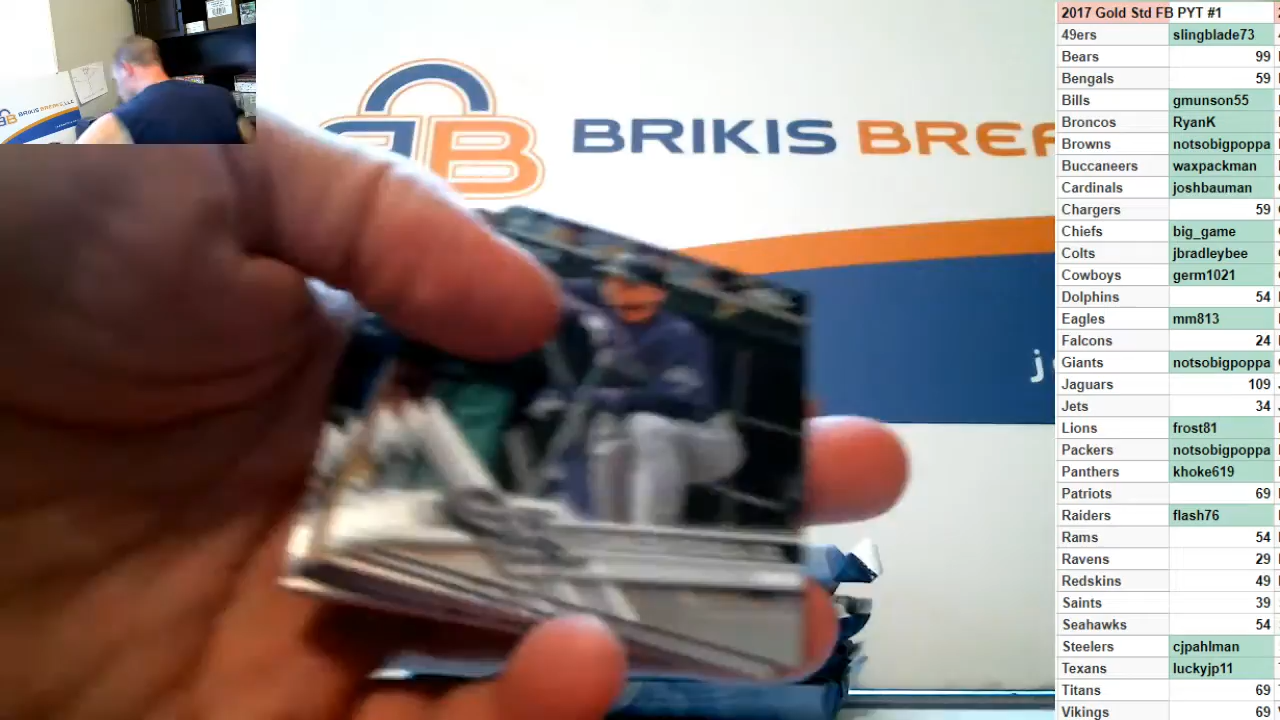 BRIKIS BREAKS LLC
B
BRIKIS BREA
j
2017 Gold Std FB PYT #1
49ers slingblade73
Bears 99
Bengals 59
Bills gmunson55
Broncos RyanK
Browns notsobigpoppa
Buccaneers waxpackman
Cardinals joshbauman
Chargers 59
Chiefs big_game
Colts jbradleybee
Cowboys germ1021
Dolphins 54
Eagles mm813
Falcons 24
Giants notsobigpoppa
Jaguars 109
Jets 34
Lions frost81
Packers notsobigpoppa
Panthers khoke619
Patriots 69
Raiders flash76
Rams 54
Ravens 29
Redskins 49
Saints 39
Seahawks 54
Steelers cjpahlman
Texans luckyjp11
Titans 69
Vikings 69